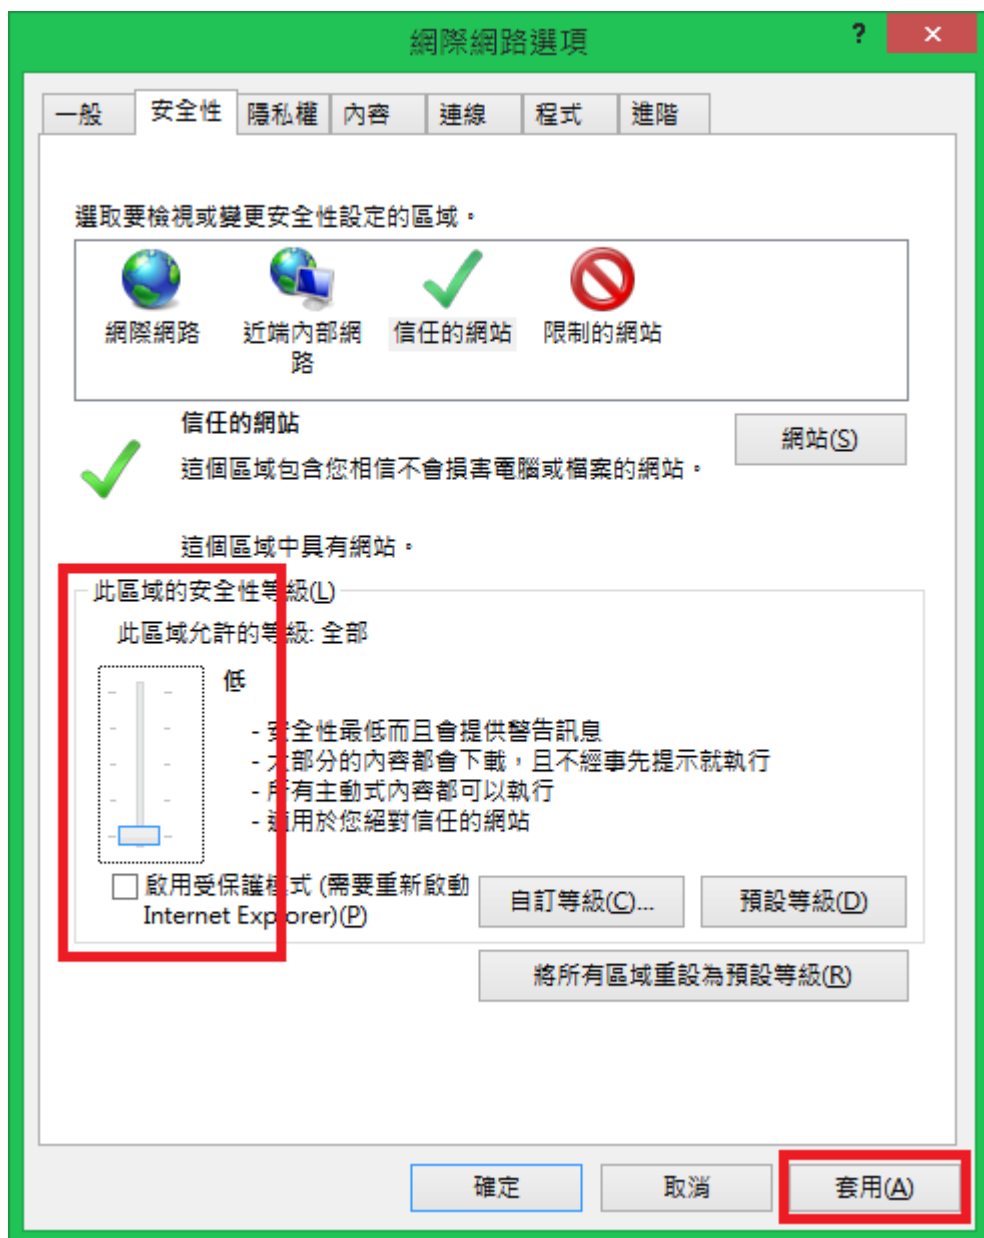 網際網路選項
?
一般 安全性 隱私權 內容 連線 程式 進階
選取要檢視或變更安全性設定的區域。
網際網路 近端內部網路 信任的網站 限制的網站
信任的網站
網站(S)
這個區域包含您相信不會損害電腦或檔案的網站。
這個區域中具有網站。
此區域的安全性等級(L)
此區域允許的等級: 全部
低
- 安全性最低而且會提供警告訊息
- 大部分的內容都會下載，且不經事先提示就執行
- 所有主動式內容都可以執行
- 適用於您絕對信任的網站
啟用受保護模式 (需要重新啟動
Internet Explorer)(P)
自訂等級(C)... 預設等級(D)
將所有區域重設為預設等級(R)
確定 取消 套用(A)